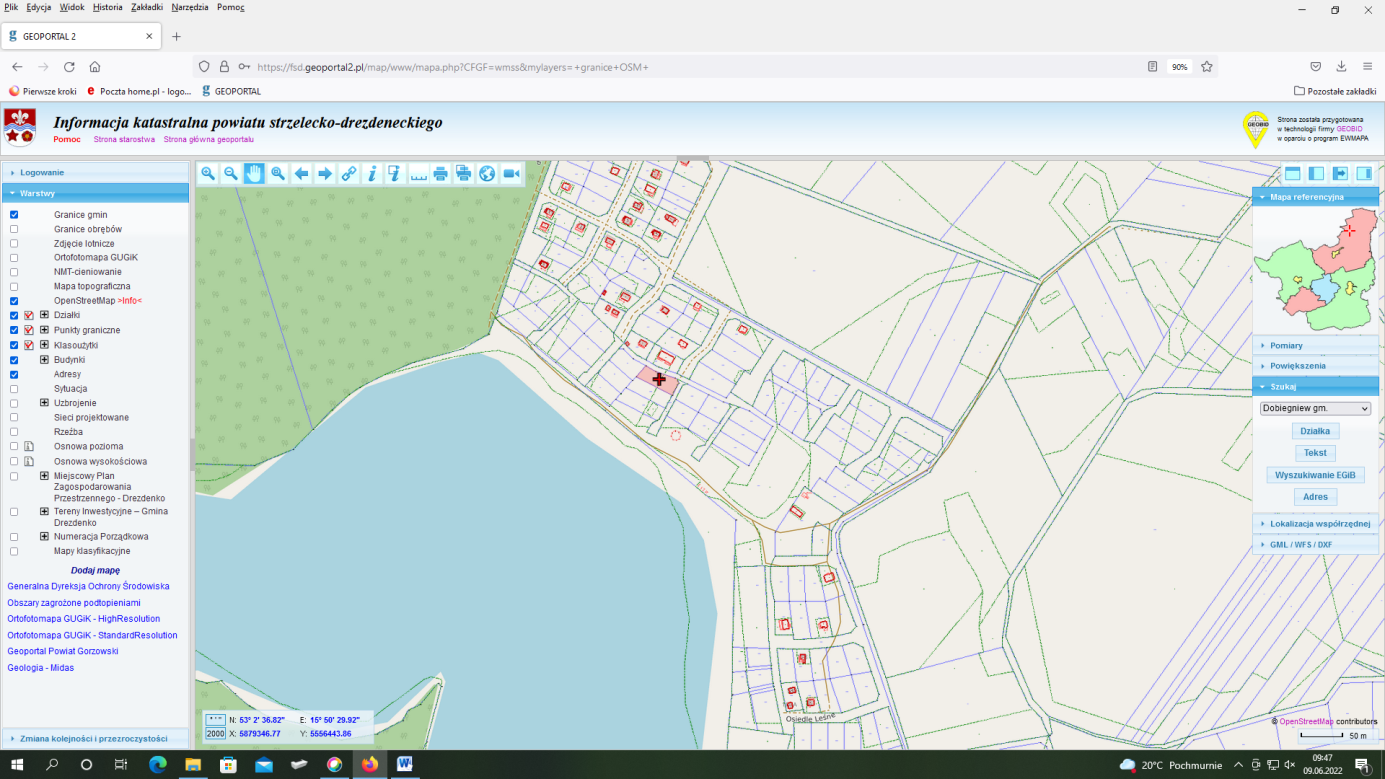 Plik Edycja Widok Historia Zakładki Narzędzia Pomoc
GEOPORTAL 2
https://fsd.geoportal2.pl/map/www/mapa.php?CFGF=wmss&mylayers=+granice+OSM+
90%
Pierwsze kroki
Poczta home.pl - logo...
GEOPORTAL
Pozostałe zakładki
Informacja katastralna powiatu strzelecko-drezdeneckiego
Pomoc Strona starostwa Strona główna geoportalu
GEOBID
Strona została przygotowana
w technologii firmy GEOBID
w oparciu o program EWMAPA
Logowanie
Warstwy
Granice gmin
Granice obrębów
Zdjęcie lotnicze
Ortofotomapa GUGiK
NMT-cieniowanie
Mapa topograficzna
OpenStreetMap >Info<
Działki
Punkty graniczne
Klasoużytki
Budynki
Adresy
Sytuacja
Uzbrojenie
Sieci projektowane
Rzeźba
Osnowa pozioma
Osnowa wysokościowa
Miejscowy Plan
Zagospodarowania
Przestrzennego - Drezdenko
Tereny Inwestycyjne -- Gmina
Drezdenko
Numeracja Porządkowa
Mapy klasyfikacyjne
Dodaj mapę
Generalna Dyreksja Ochrony Środowiska
Obszary zagrożone podtopieniami
Ortofotomapa GUGiK - HighResolution
Ortofotomapa GUGiK - StandardResolution
Geoportal Powiat Gorzowski
Geologia - Midas
Zmiana kolejności i przezroczystości
Mapa referencyjna
Pomiary
Powiększenia
Szukaj
Dobiegniew gm.
Działka
Tekst
Wyszukiwanie EGiB
Adres
Lokalizacja współrzędnej
GML / WFS / DXF
Osiedle Leśne
N: 53° 2' 36.82" E: 15° 50' 29.92"
2000 X: 5879346.77 Y: 5556443.86
© OpenStreetMap contributors
50 m
20°C Pochmurnie
09:47
09.06.2022
1